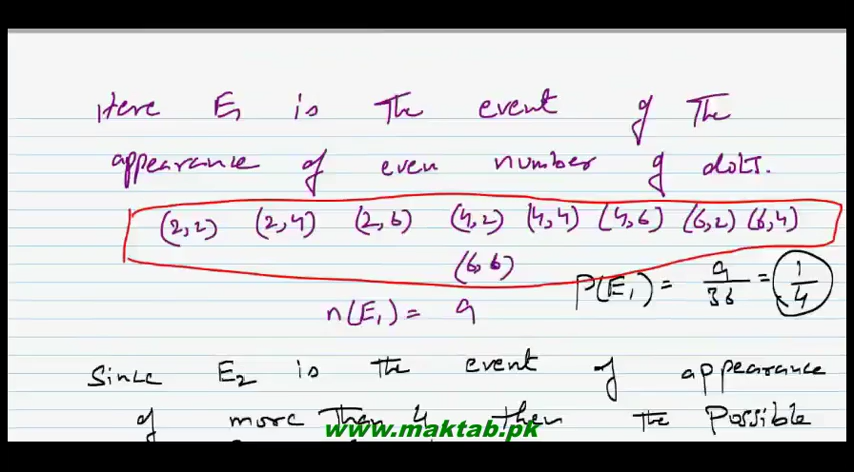 Here E₁ is the event of the
appearance of even number of dots.
(2,2) (2,4) (2,6) (4,2) (4,4) (4,6) (6,2) (6,4)
(6,6)
P(E₁) = 9/36 = 1/4
n(E₁) = 9
Since E₂ is the event of appearance
of more than 4 then the possible
www.maktab.pk